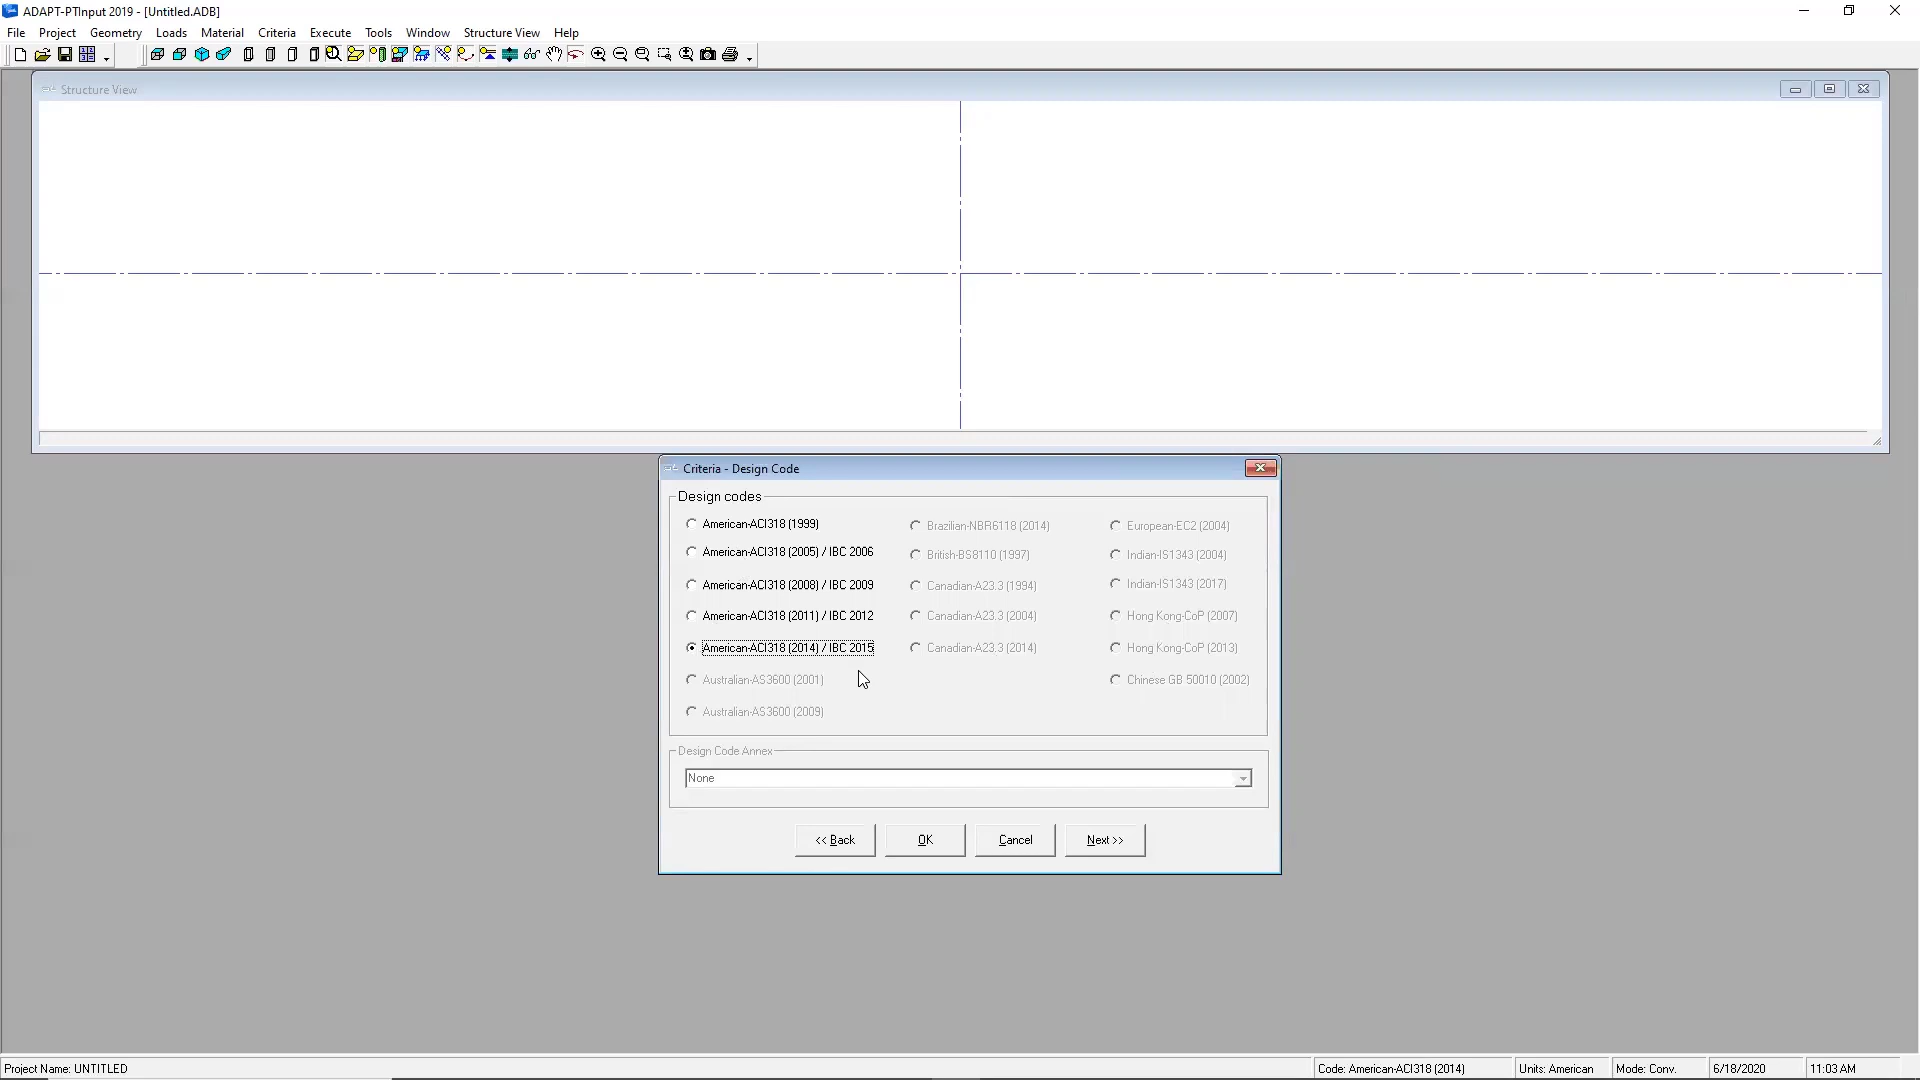 ADAPT-PTInput 2019 - [Untitled.ADB]
File Project Geometry Loads Material Criteria Execute Tools Window Structure View Help
Structure View
Criteria - Design Code
Design codes
American-ACI318 (1999)
American-ACI318 (2005) / IBC 2006
American-ACI318 (2008) / IBC 2009
American-ACI318 (2011) / IBC 2012
American-ACI318 (2014) / IBC 2015
Australian-AS3600 (2001)
Australian-AS3600 (2009)
Brazilian-NBR6118 (2014)
British-BS8110 (1997)
Canadian-A23.3 (1994)
Canadian-A23.3 (2004)
Canadian-A23.3 (2014)
European-EC2 (2004)
Indian-IS1343 (2004)
Indian-IS1343 (2017)
Hong Kong-CoP (2007)
Hong Kong-CoP (2013)
Chinese GB 50010 (2002)
Design Code Annex
None
<< Back OK Cancel Next >>
Project Name: UNTITLED Code: American-ACI318 (2014) Units: American Mode: Conv. 6/18/2020 11:03 AM